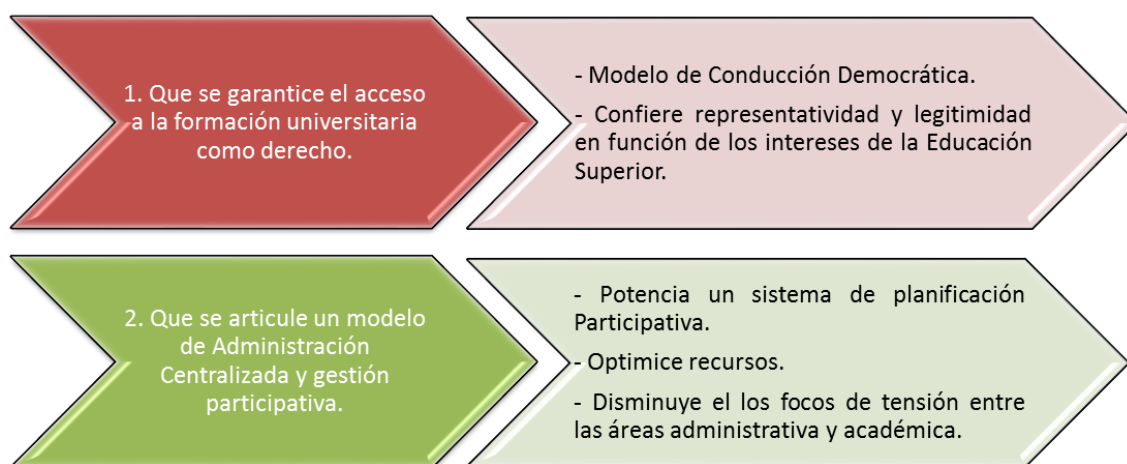 1. Que se garantice el acceso
a la formación universitaria
como derecho.
- Modelo de Conducción Democrática.
- Confiere representatividad y legitimidad
en función de los intereses de la Educación
Superior.
2. Que se articule un modelo
de Administración
Centralizada y gestión
participativa.
- Potencia un sistema de planificación
Participativa.
- Optimice recursos.
- Disminuye el los focos de tensión entre
las áreas administrativa y académica.